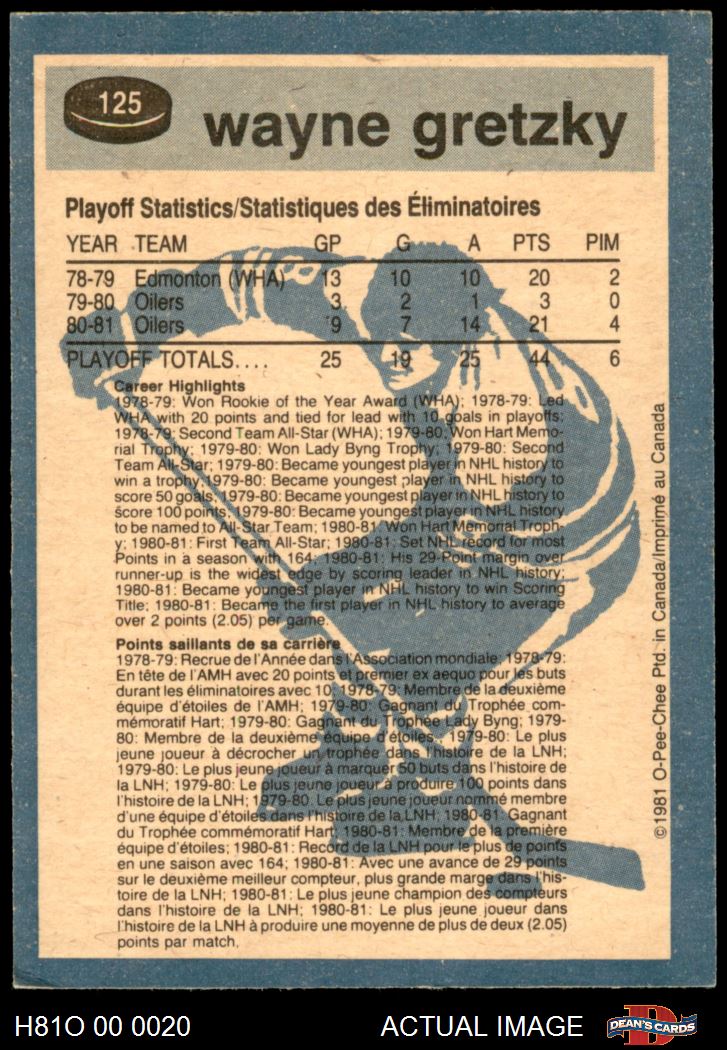 125
wayne gretzky
Playoff Statistics/Statistiques des Éliminatoires
YEAR TEAM GP G A PTS PIM
78-79 Edmonton (WHA) 13 10 10 20 2
79-80 Oilers 3 2 1 3 0
80-81 Oilers 9 7 14 21 4
PLAYOFF TOTALS.... 25 19 25 44 6
Career Highlights
1978-79: Won Rookie of the Year Award (WHA); 1978-79: Led
WHA with 20 points and tied for lead with 10 goals in playoffs;
1978-79: Second Team All-Star (WHA); 1979-80: Won Hart Memo-
rial Trophy; 1979-80: Won Lady Byng Trophy; 1979-80: Second
Team All-Star; 1979-80: Became youngest player in NHL history to
win a trophy; 1979-80: Became youngest player in NHL history to
score 50 goals; 1979-80: Became youngest player in NHL history to
score 100 points; 1979-80: Became youngest player in NHL history
to be named to All-Star Team; 1980-81: Won Hart Memorial Troph-
y; 1980-81: First Team All-Star; 1980-81: Set NHL record for most
Points in a season with 164; 1980-81: His 29-Point margin over
runner-up is the widest edge by scoring leader in NHL history;
1980-81: Became youngest player in NHL history to win Scoring
Title; 1980-81: Became the first player in NHL history to average
over 2 points (2.05) per game.
Points saillants de sa carrière
1978-79: Recrue de l'Année dans l'Association mondiale; 1978-79:
En tête de l'AMH avec 20 points et premier ex aequo pour les buts
durant les éliminatoires avec 10; 1978-79: Membre de la deuxième
équipe d'étoiles de l'AMH; 1979-80: Gagnant du Trophée com-
mémoratif Hart; 1979-80: Gagnant du Trophée Lady Byng; 1979-
80: Membre de la deuxième équipe d'étoiles; 1979-80: Le plus
jeune joueur à décrocher un trophée dans l'histoire de la LNH;
1979-80: Le plus jeune joueur à marquer 50 buts dans l'histoire de
la LNH; 1979-80: Le plus jeune joueur à produire 100 points dans
l'histoire de la LNH; 1979-80: Le plus jeune joueur nommé membre
d'une équipe d'étoiles dans l'histoire de la LNH; 1980-81: Gagnant
du Trophée commémoratif Hart; 1980-81: Membre de la première
équipe d'étoiles; 1980-81: Record de la LNH pour le plus de points
en une saison avec 164; 1980-81: Avec une avance de 29 points
sur le deuxième meilleur compteur, plus grande marge dans l'his-
toire de la LNH; 1980-81: Le plus jeune champion des compteurs
dans l'histoire de la LNH; 1980-81: Le plus jeune joueur dans
l'histoire de la LNH à produire une moyenne de plus de deux (2.05)
points par match.
©1981 O-Pee-Chee Ptd. in Canada/Imprimé au Canada
H81O 00 0020 ACTUAL IMAGE DEAN'S CARDS